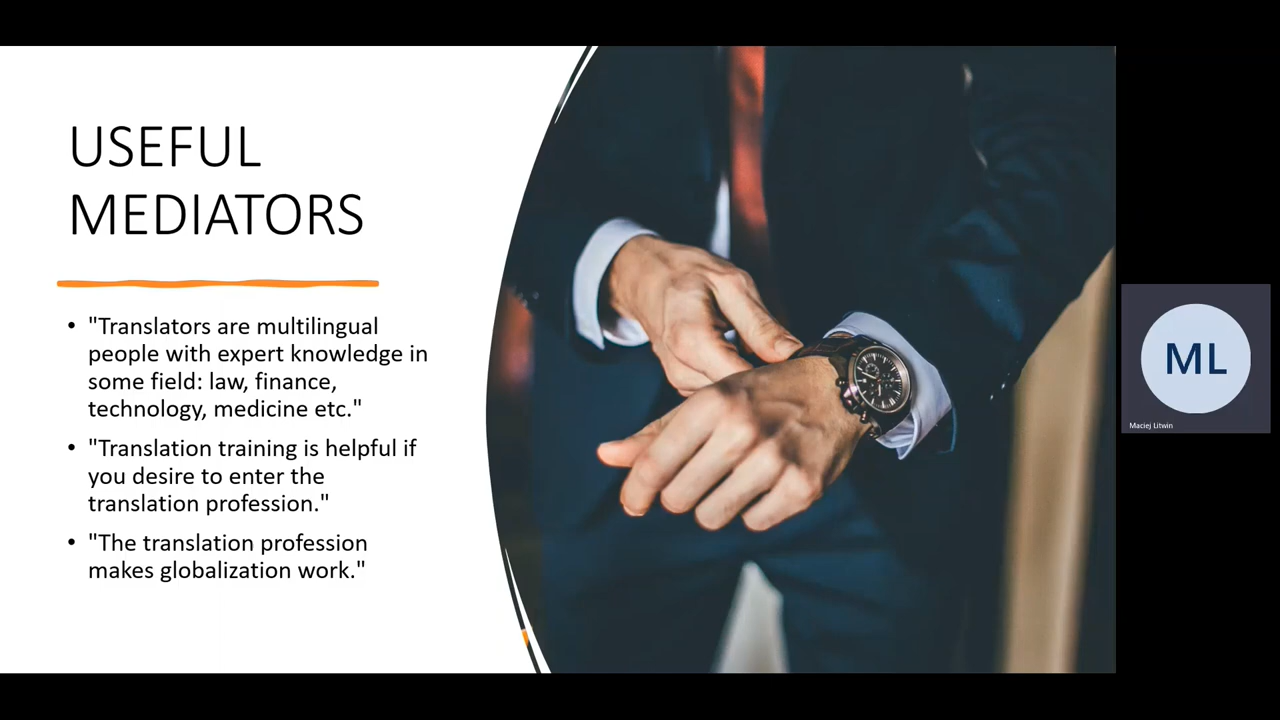 USEFUL
MEDIATORS
• "Translators are multilingual
people with expert knowledge in
some field: law, finance,
technology, medicine etc."
• "Translation training is helpful if
you desire to enter the
translation profession."
• "The translation profession
makes globalization work."
ML
Maciej Litwin